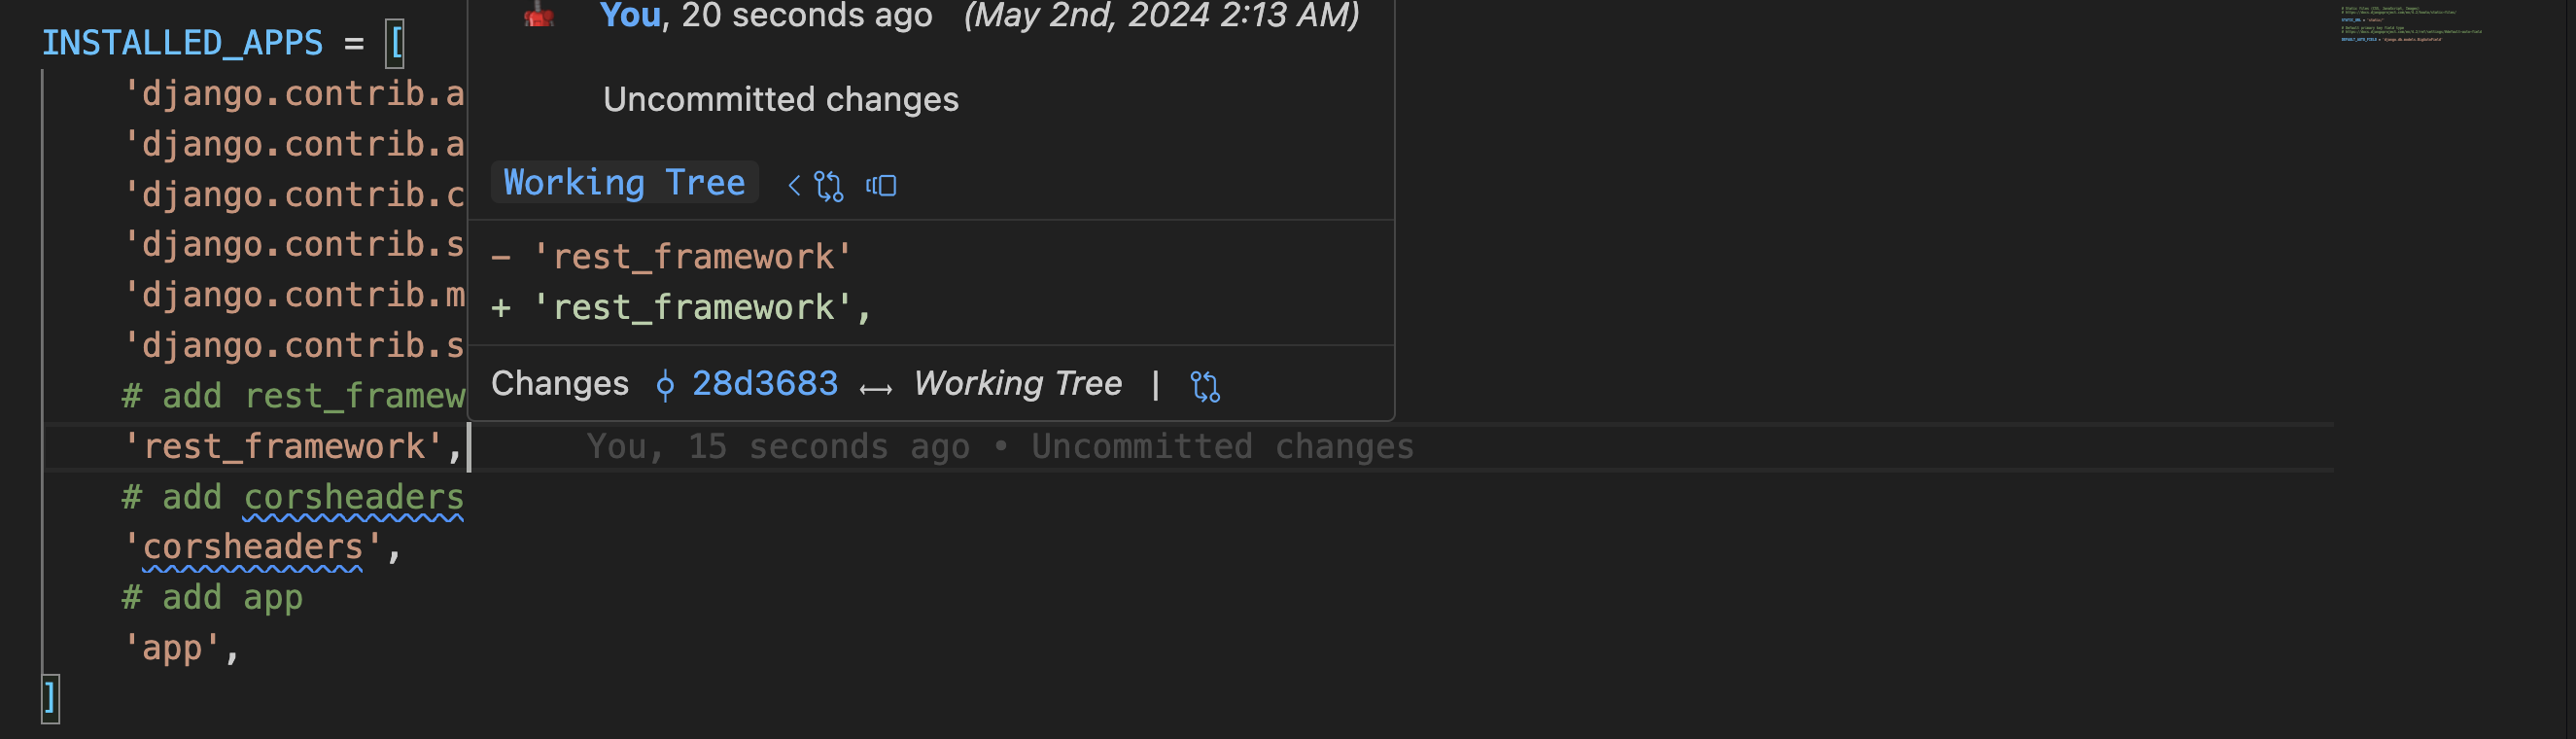 You, 20 seconds ago (May 2nd, 2024 2:13 AM)
INSTALLED_APPS = [
'django.contrib.a
Uncommitted changes
'django.contrib.a
'django.contrib.c
Working Tree
'django.contrib.s
- 'rest_framework'
'django.contrib.m
+ 'rest_framework',
'django.contrib.s
# add rest_framew
Changes 28d3683 ⟷ Working Tree |
'rest_framework', You, 15 seconds ago • Uncommitted changes
# add corsheaders
'corsheaders',
# add app
'app',
]